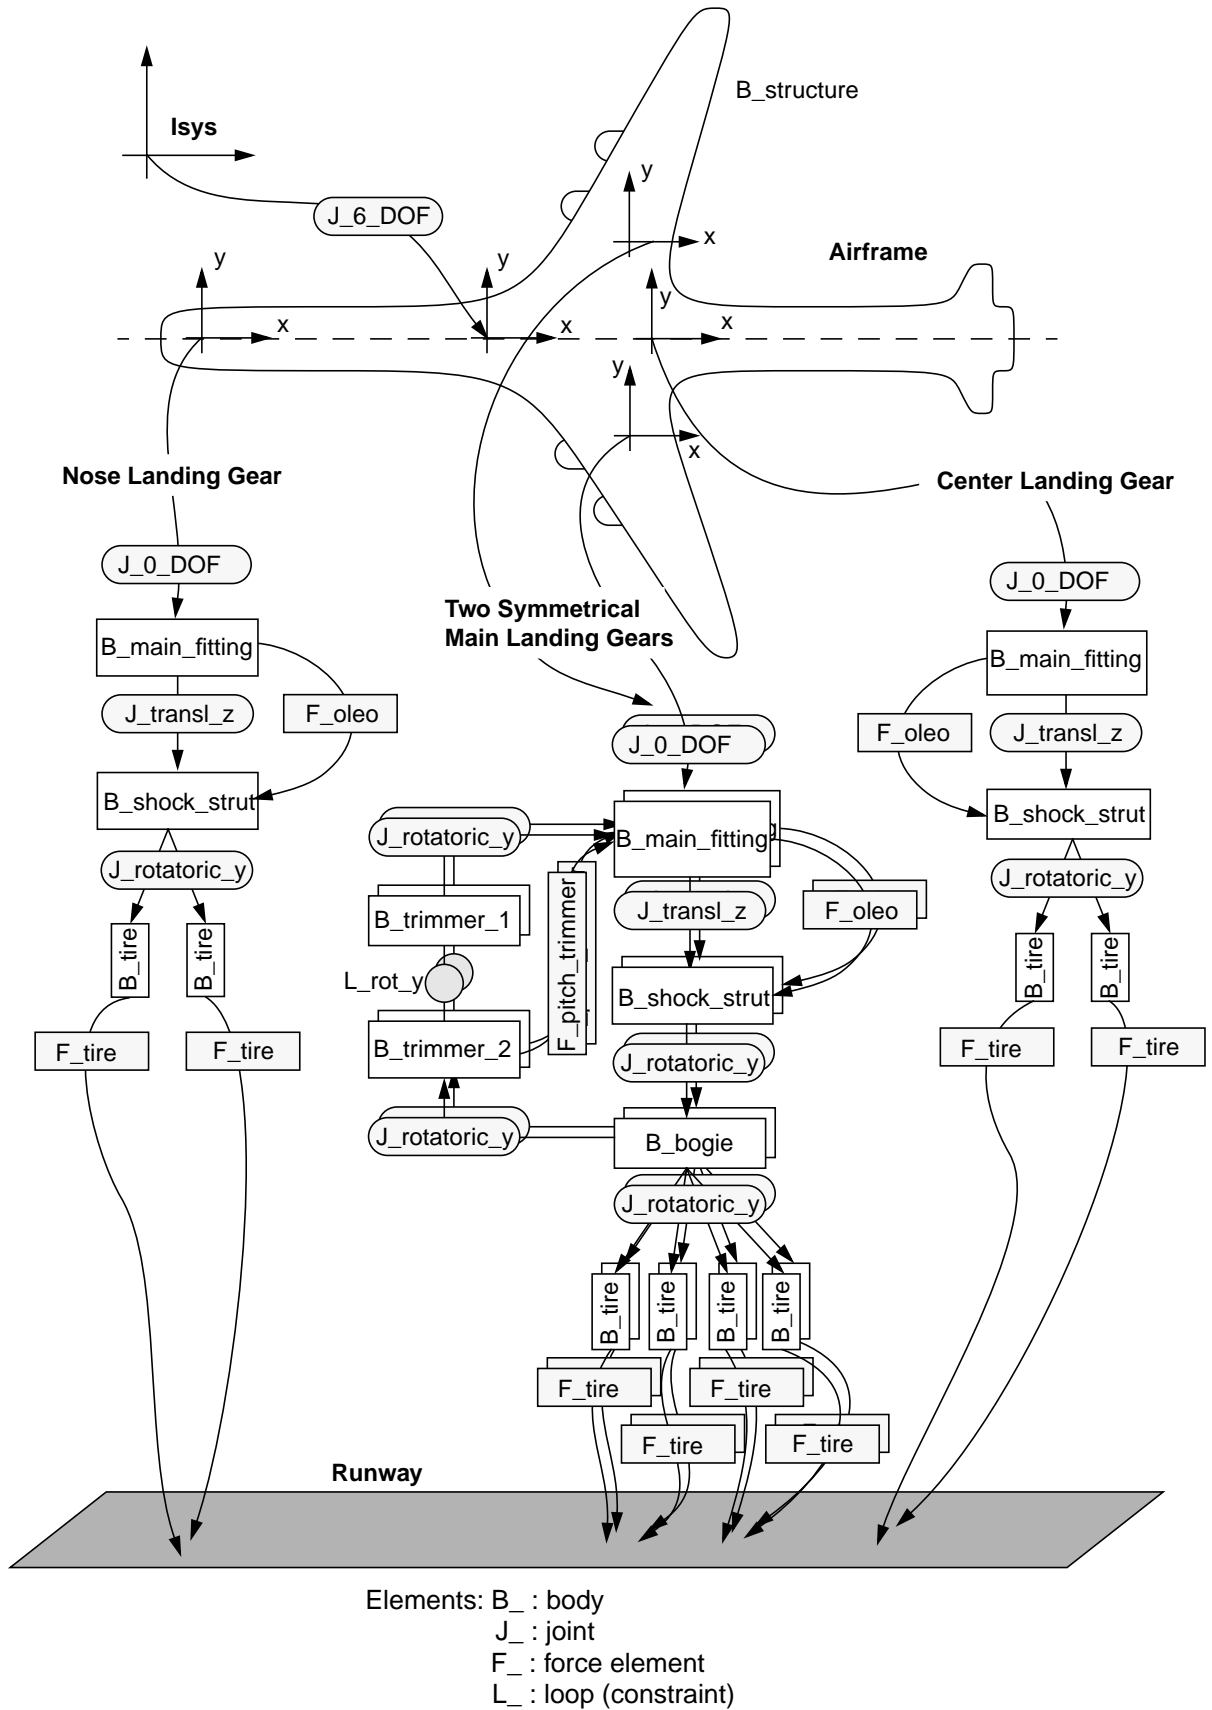 B_structure
Isys
y
J_6_DOF
x
Airframe
y
y
y
x
x
x
y
x
Nose Landing Gear
Center Landing Gear
J_0_DOF
J_0_DOF
Two Symmetrical
Main Landing Gears
B_main_fitting
B_main_fitting
J_transl_z
F_oleo
F_oleo
J_transl_z
J_0_DOF
B_shock_strut
B_shock_strut
J_rotatoric_y
B_main_fitting
J_rotatoric_y
J_rotatoric_y
B_trimmer_1
F_pitch_trimmer
J_transl_z
F_oleo
B_tire
B_tire
B_tire
B_tire
L_rot_y
B_shock_strut
F_tire
F_tire
B_trimmer_2
J_rotatoric_y
F_tire
F_tire
J_rotatoric_y
B_bogie
J_rotatoric_y
B_tire
B_tire
B_tire
B_tire
F_tire
F_tire
F_tire
F_tire
Runway
Elements: B_ : body
J_ : joint
F_ : force element
L_ : loop (constraint)